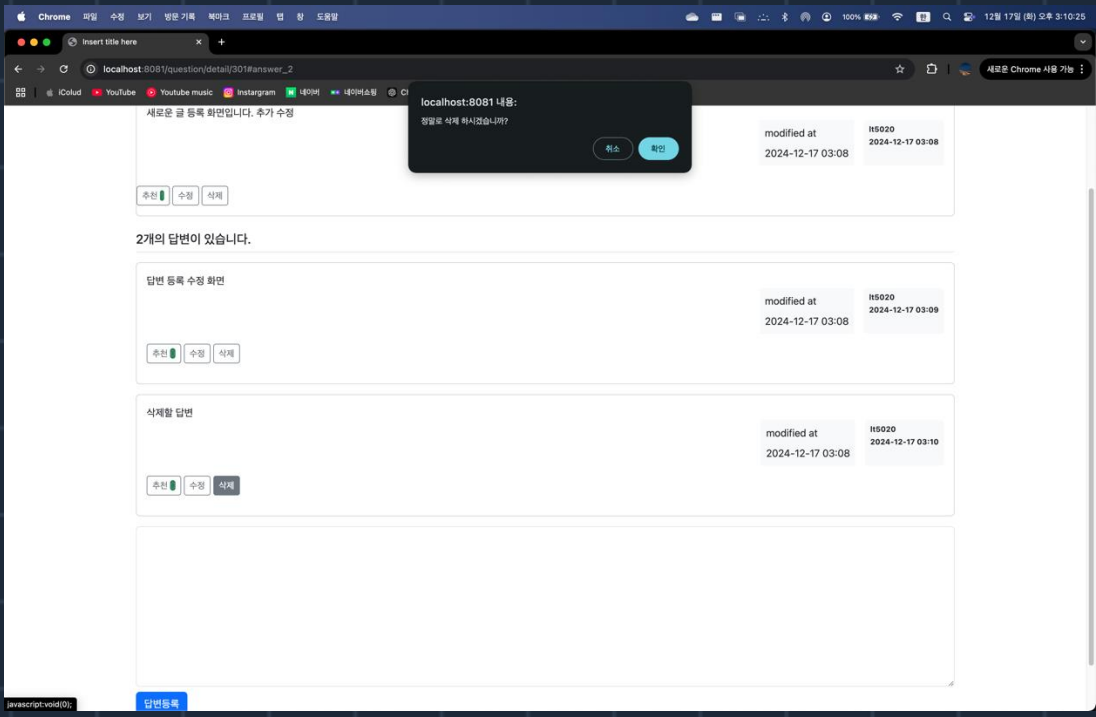 Chrome 파일 수정 보기 방문 기록 북마크 프로필 탭 창 도움말 100% 한 12월 17일 (화) 오후 3:10:25
Insert title here
localhost:8081/question/detail/301#answer_2 새로운 Chrome 사용 가능
iColud YouTube Youtube music Instargram 네이버 네이버쇼핑
localhost:8081 내용:
정말로 삭제 하시겠습니까?
취소 확인
새로운 글 등록 화면입니다. 추가 수정
modified at
2024-12-17 03:08
lt5020
2024-12-17 03:08
추천 수정 삭제
2개의 답변이 있습니다.
답변 등록 수정 화면
modified at
2024-12-17 03:08
lt5020
2024-12-17 03:09
추천 수정 삭제
삭제할 답변
modified at
2024-12-17 03:08
lt5020
2024-12-17 03:10
추천 수정 삭제
답변등록
javascript:void(0);